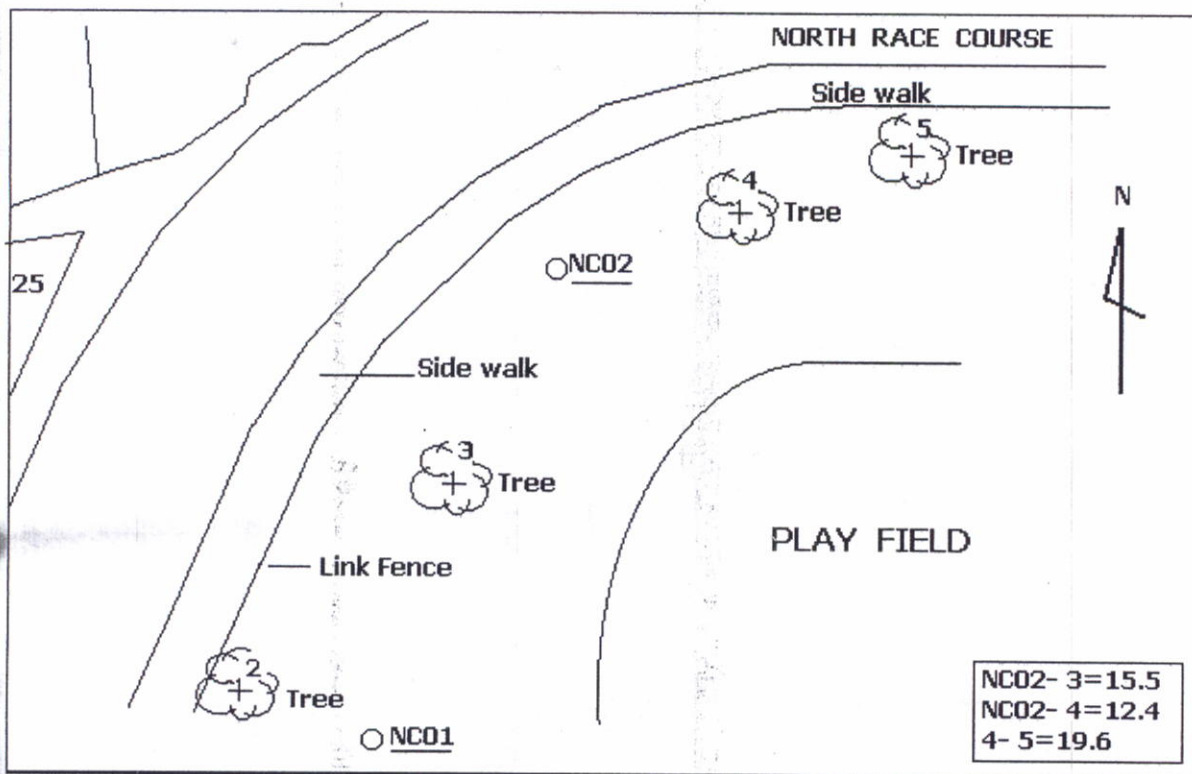 NORTH RACE COURSE
Side walk
5
Tree
4
Tree
N
NC02
25
Side walk
3
Tree
PLAY FIELD
Link Fence
2
Tree
NC01
NC02- 3=15.5
NC02- 4=12.4
4- 5=19.6